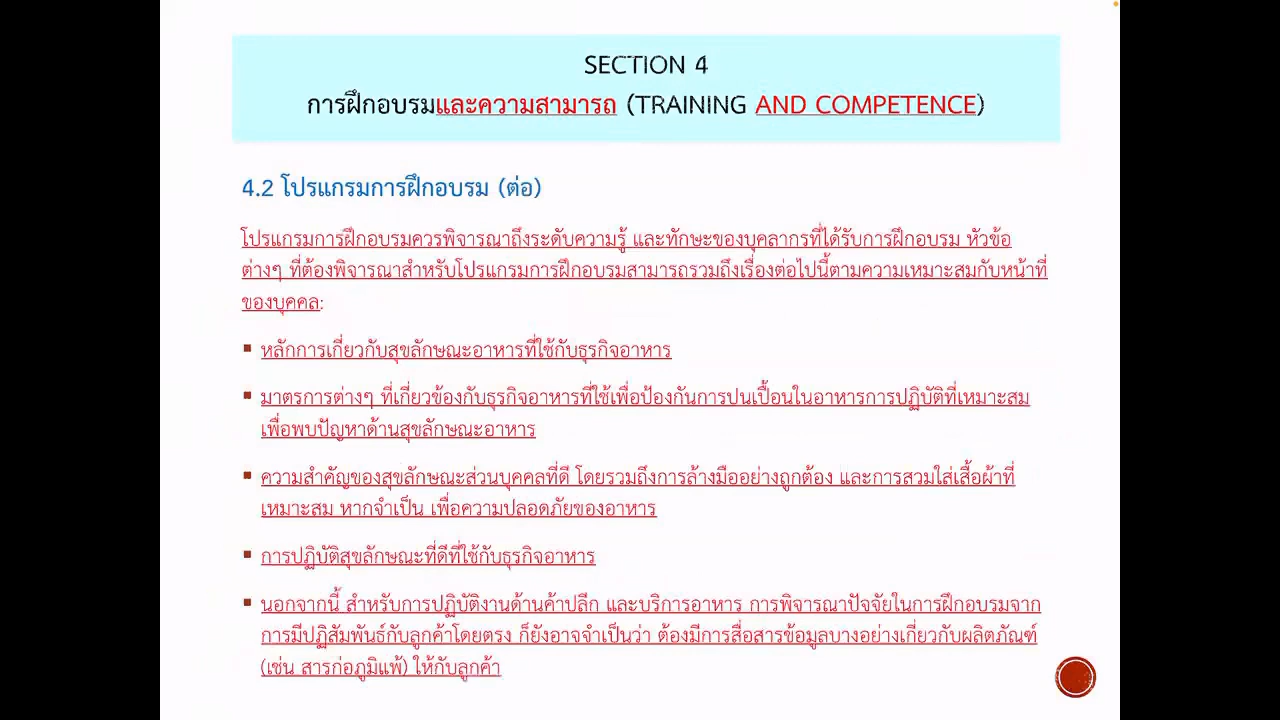 SECTION 4
การฝึกอบรมและความสามารถ (TRAINING AND COMPETENCE)
4.2 โปรแกรมการฝึกอบรม (ต่อ)
โปรแกรมการฝึกอบรมควรพิจารณาถึงระดับความรู้ และทักษะของบุคลากรที่ได้รับการฝึกอบรม หัวข้อ
ต่างๆ ที่ต้องพิจารณาสำหรับโปรแกรมการฝึกอบรมสามารถรวมถึงเรื่องต่อไปนี้ตามความเหมาะสมกับหน้าที่
ของบุคคล:
▪ หลักการเกี่ยวกับสุขลักษณะอาหารที่ใช้กับธุรกิจอาหาร
▪ มาตรการต่างๆ ที่เกี่ยวข้องกับธุรกิจอาหารที่ใช้เพื่อป้องกันการปนเปื้อนในอาหารการปฏิบัติที่เหมาะสม
เพื่อพบปัญหาด้านสุขลักษณะอาหาร
▪ ความสำคัญของสุขลักษณะส่วนบุคคลที่ดี โดยรวมถึงการล้างมืออย่างถูกต้อง และการสวมใส่เสื้อผ้าที่
เหมาะสม หากจำเป็น เพื่อความปลอดภัยของอาหาร
▪ การปฏิบัติสุขลักษณะที่ดีที่ใช้กับธุรกิจอาหาร
▪ นอกจากนี้ สำหรับการปฏิบัติงานด้านค้าปลีก และบริการอาหาร การพิจารณาปัจจัยในการฝึกอบรมจาก
การมีปฏิสัมพันธ์กับลูกค้าโดยตรง ก็ยังอาจจำเป็นว่า ต้องมีการสื่อสารข้อมูลบางอย่างเกี่ยวกับผลิตภัณฑ์
(เช่น สารก่อภูมิแพ้) ให้กับลูกค้า